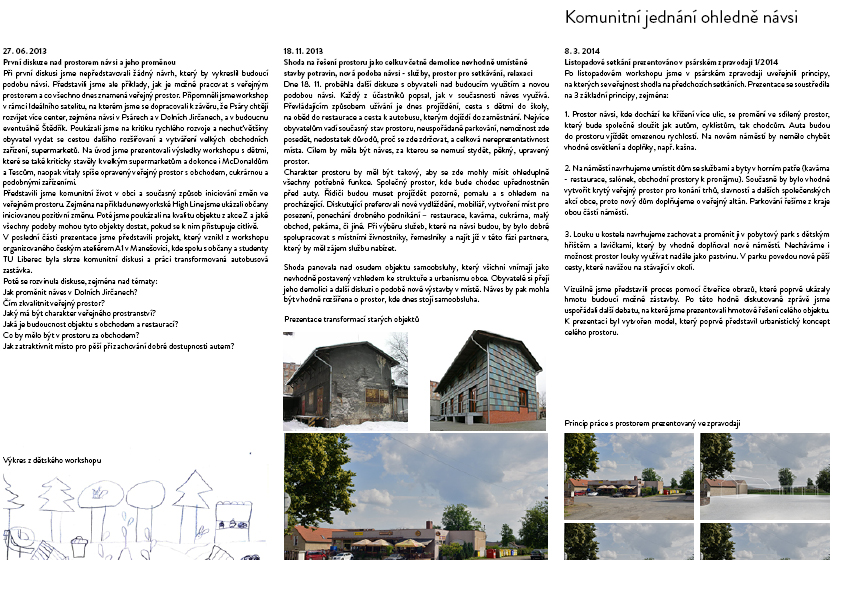 Komunitní jednání ohledně návsi
27. 06. 2013
První diskuze nad prostorem návsi a jeho proměnou
Při první diskusi jsme nepředstavovali žádný návrh, který by vykreslil budoucí
podobu návsi. Představili jsme ale příklady, jak je možné pracovat s veřejným
prostorem a co všechno dnes znamená veřejný prostor. Připomněli jsme workshop
v rámci Ideálního satelitu, na kterém jsme se dopracovali k závěru, že Psáry chtějí
rozvíjet více center, zejména návsi v Psárech a v Dolních Jirčanech, a v budoucnu
eventuálně Štědřík. Poukázali jsme na kritiku rychlého rozvoje a nechuť většiny
obyvatel vydat se cestou dalšího rozšiřování a vytváření velkých obchodních
zařízení, supermarketů. Na úvod jsme prezentovali výsledky workshopu s dětmi,
které se také kriticky stavěly k velkým supermarketům a dokonce i McDonaldům
a Tescům, naopak vítaly spíše opravení veřejného prostor s obchodem, cukrárnou a
podobnými zařízeními.
Představili jsme komunitní život v obci a současný způsob iniciování změn ve
veřejném prostoru. Zejména na příkladu newyorské High Line jsme ukázali občany
iniciovanou pozitivní změnu. Poté jsme poukázali na kvalitu objektu z akce Z a jaké
všechny podoby mohou tyto objekty dostat, pokud se k ním přistupuje citlivě.
V poslední části prezentace jsme představili projekt, který vznikl z workshopu
organizovaného českým ateliérem A1 v Manešovici, kde spolu s občany a studenty
TU Liberec byla skrze komunitní diskusi a práci transformovaná autobusová
zastávka.
Poté se rozvinula diskuse, zejména nad tématy:
Jak proměnit náves v Dolních Jirčanech?
Čím zkvalitnit veřejný prostor?
Jaký má být charakter veřejného prostranství?
Jaká je budoucnost objektu s obchodem a restaurací?
Co by mělo být v prostoru za obchodem?
Jak zatraktivnit místo pro pěší při zachování dobré dostupnosti autem?
Výkres z dětského workshopu
18. 11. 2013
Shoda na řešení prostoru jako celku včetně demolice nevhodně umístěné
stavby potravin, nová podoba návsi - služby, prostor pro setkávání, relaxaci
Dne 18. 11. proběhla další diskuse s obyvateli nad budoucím využitím a novou
podobou návsi. Každý z účastníků popsal, jak v současnosti náves využívá.
Převládajícím způsobem užívání je dnes projíždění, cesta s dětmi do školy,
na oběd do restaurace a cesta k autobusu, kterým dojíždí do zaměstnání. Nejvíce
obyvatelům vadí současný stav prostoru, neuspořádané parkování, nemožnost zde
posedět, nedostatek důvodů, proč se zde zdržovat, a celková nereprezentativnost
místa. Cílem by měla být náves, za kterou se nemusí stydět, pěkný, upravený
prostor.
Charakter prostoru by měl být takový, aby se zde mohly mísit ohleduplně
všechny potřebné funkce. Společný prostor, kde bude chodec upřednostněn
před auty. Řidiči budou muset projíždět pozorně, pomalu a s ohledem na
procházející. Diskutující preferovali nové vydláždění, mobilář, vytvoření míst pro
posezení, ponechání drobného podnikání – restaurace, kavárna, cukrárna, malý
obchod, pekárna, či jiné. Při výběru služeb, které na návsi budou, by bylo dobré
spolupracovat s místními živnostníky, řemeslníky a najít již v této fázi partnera,
který by měl zájem službu nabízet.
Shoda panovala nad osudem objektu samoobsluhy, který všichni vnímají jako
nevhodně postavený vzhledem ke struktuře a urbanismu obce. Obyvatelé si přejí
jeho demolici a další diskuzi o podobě nové výstavby v místě. Náves by pak mohla
být vhodně rozšířena o prostor, kde dnes stojí samoobsluha.
Prezentace transformací starých objektů
8. 3. 2014
Listopadové setkání prezentováno v psárském zpravodaji 1/2014
Po listopadovém workshopu jsme v psárském zpravodaji uveřejnili principy,
na kterých se veřejnost shodla na předchozích setkáních. Prezentace se soustředila
na 3 základní principy, zejména:
1. Prostor návsi, kde dochází ke křížení více ulic, se promění ve sdílený prostor,
který bude společně sloužit jak autům, cyklistům, tak chodcům. Auta budou
do prostoru vjíždět omezenou rychlostí. Na novém náměstí by nemělo chybět
vhodné osvětlení a doplňky, např. kašna.
2. Na náměstí navrhujeme umístit dům se službami a byty v horním patře (kavárna
- restaurace, salónek, obchodní prostory k pronájmu). Současně by bylo vhodné
vytvořit krytý veřejný prostor pro konání trhů, slavností a dalších společenských
akcí obce, proto nový dům doplňujeme o veřejný altán. Parkování řešíme z kraje
obou částí náměstí.
3. Louku u kostela navrhujeme zachovat a proměnit ji v pobytový park s dětským
hřištěm a lavičkami, který by vhodně doplňoval nové náměstí. Necháváme i
možnost prostor louky využívat nadále jako pastvinu. V parku povedou nové pěší
cesty, které navážou na stávající v okolí.
Vizuálně jsme představili proces pomocí čtveřice obrazů, které poprvé ukázaly
hmotu budoucí možné zástavby. Po této hodně diskutované zprávě jsme
uspořádali další debatu, na které jsme prezentovali hmotové řešení celého objektu.
K prezentaci byl vytvořen model, který poprvé představil urbanistický koncept
celého prostoru.
Princip práce s prostorem prezentovaný ve zpravodaji